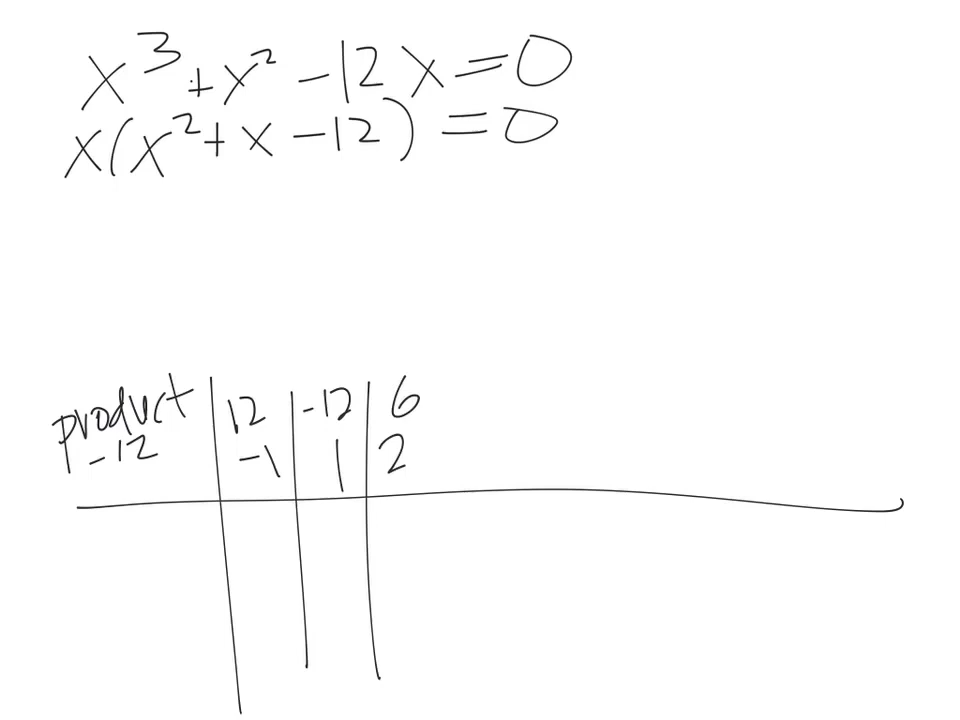 x³+x²-12x=0
x(x²+x-12)=0
product 12 -12 6
-12 -1 1 2